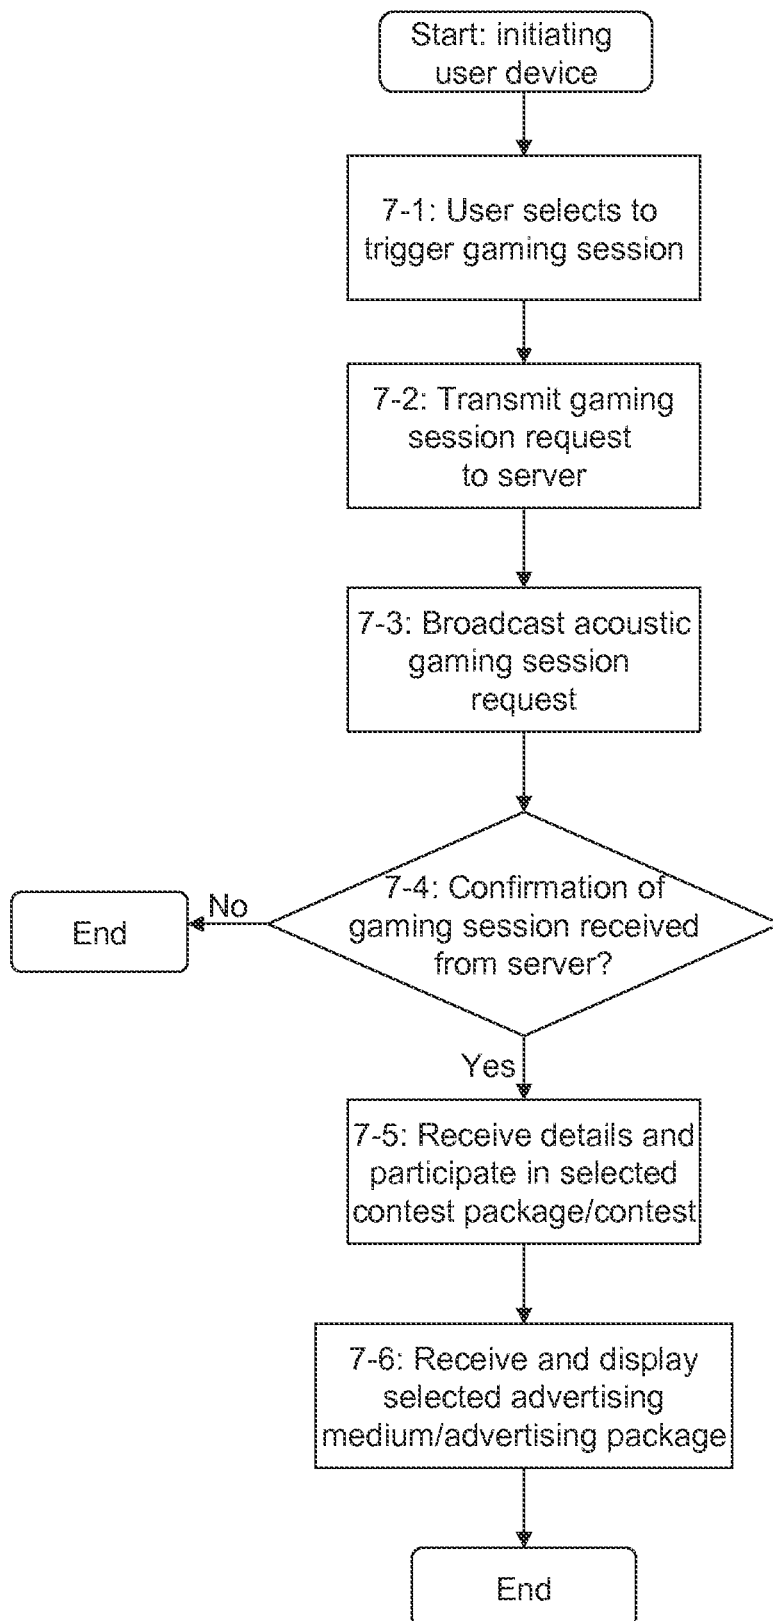 Start: initiating
user device
7-1: User selects to
trigger gaming session
7-2: Transmit gaming
session request
to server
7-3: Broadcast acoustic
gaming session
request
7-4: Confirmation of
gaming session received
from server?
No
End
Yes
7-5: Receive details and
participate in selected
contest package/contest
7-6: Receive and display
selected advertising
medium/advertising package
End